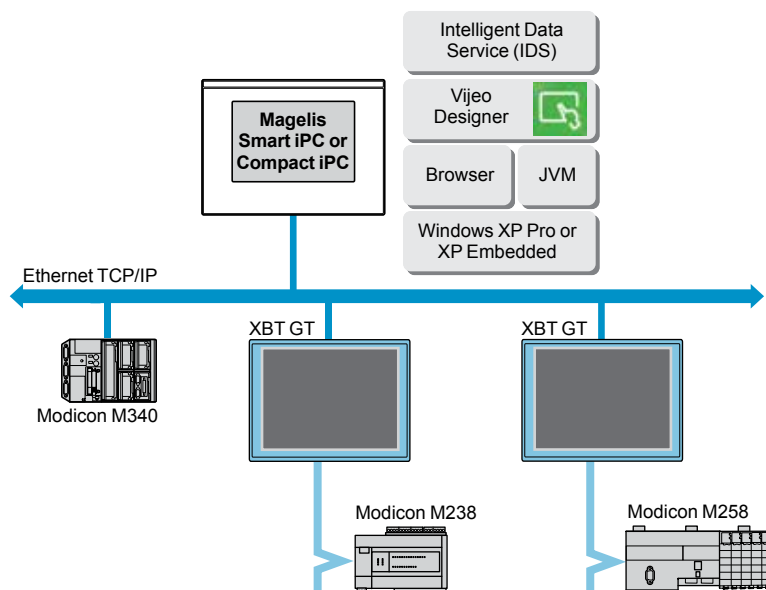 Intelligent Data
Service (IDS)
Vijeo
Designer
Magelis
Smart iPC or
Compact iPC
Browser
JVM
Windows XP Pro or
XP Embedded
Ethernet TCP/IP
XBT GT
XBT GT
Modicon M340
Modicon M238
Modicon M258